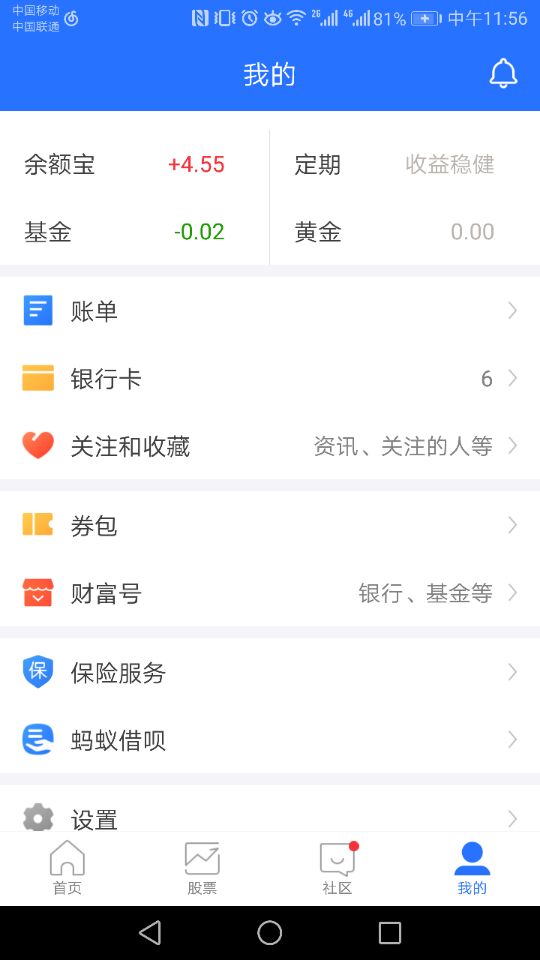 中国移动
中国联通
2G
4G
81%
中午11:56
我的
余额宝 +4.55 定期 收益稳健
基金 -0.02 黄金 0.00
账单
银行卡 6
关注和收藏 资讯、关注的人等
券包
财富号 银行、基金等
保 保险服务
蚂蚁借呗
设置
首页 股票 社区 我的